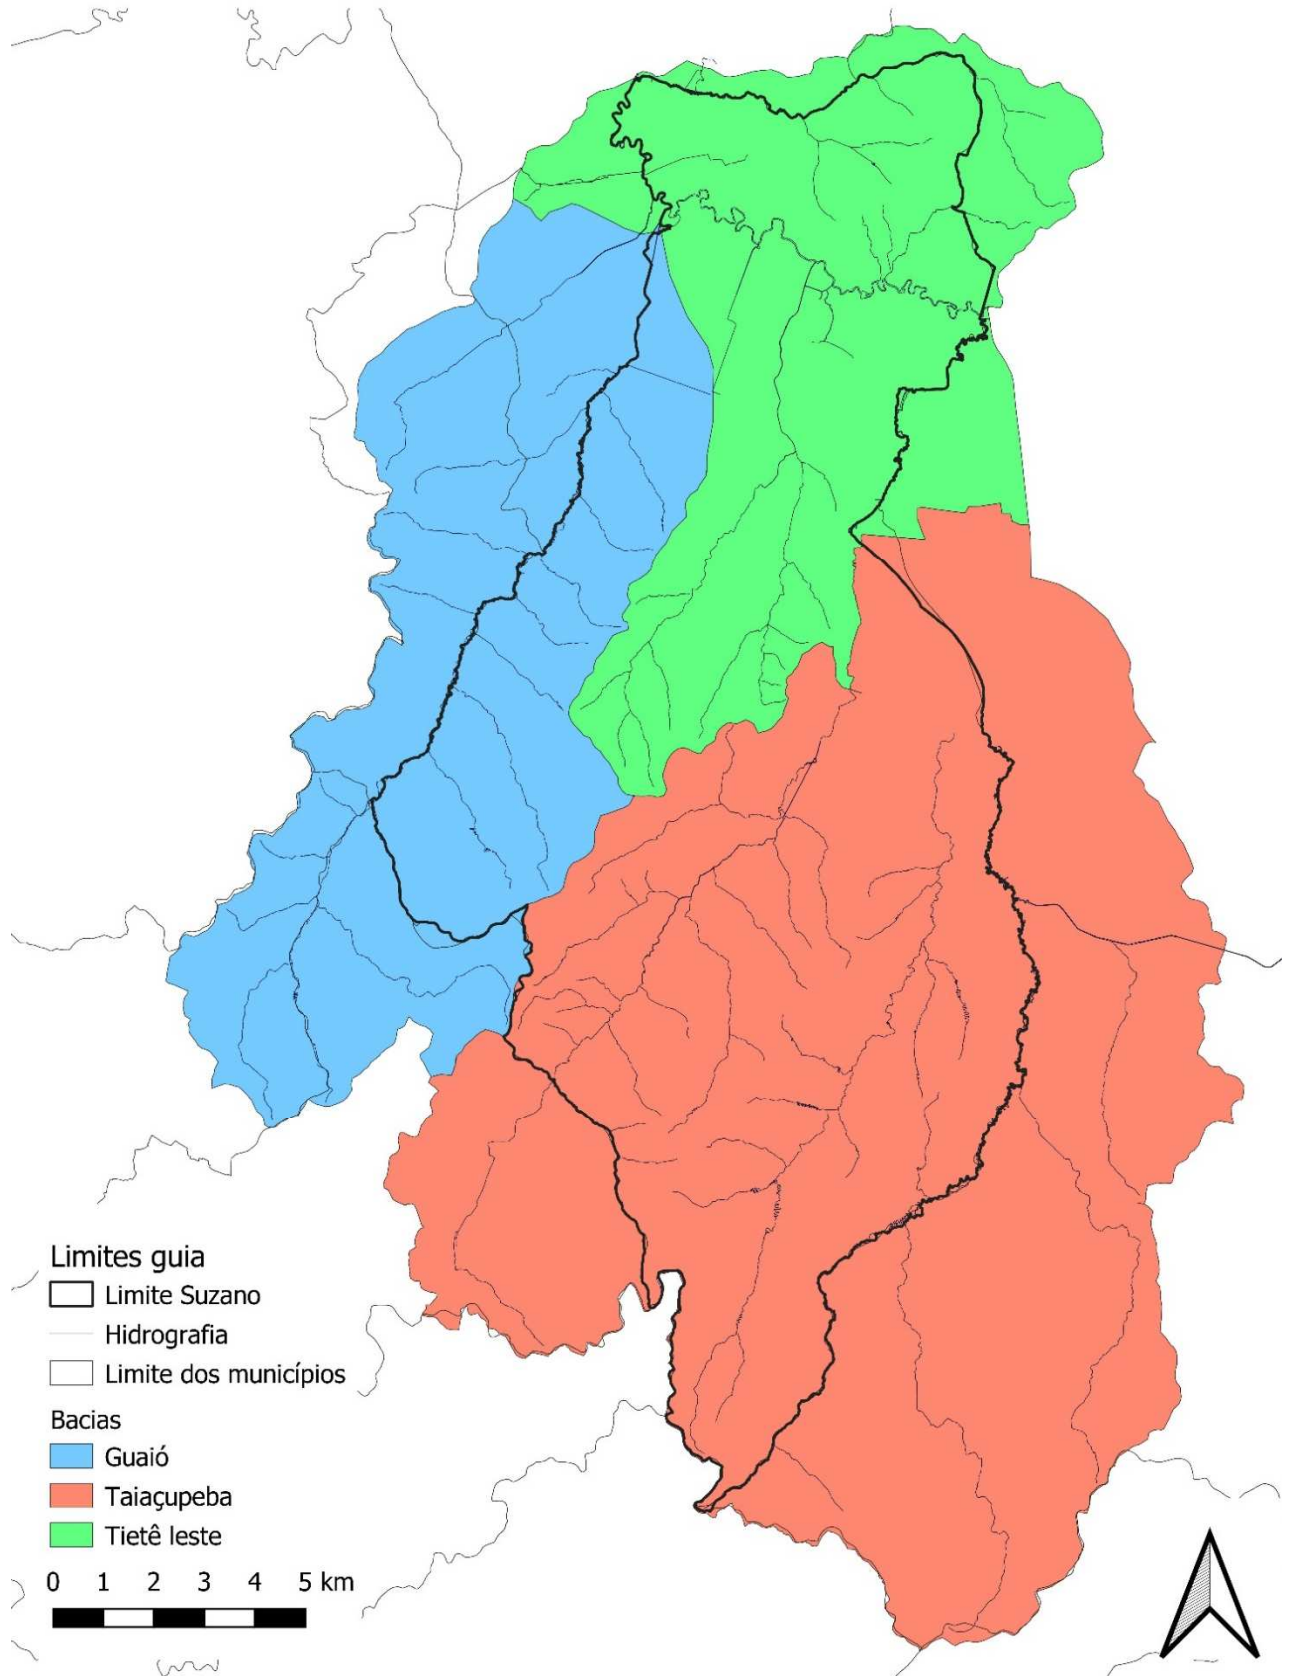 Limites guia
Limite Suzano
Hidrografia
Limite dos municípios
Bacias
Guaió
Taiaçupeba
Tietê leste
0 1 2 3 4 5 km